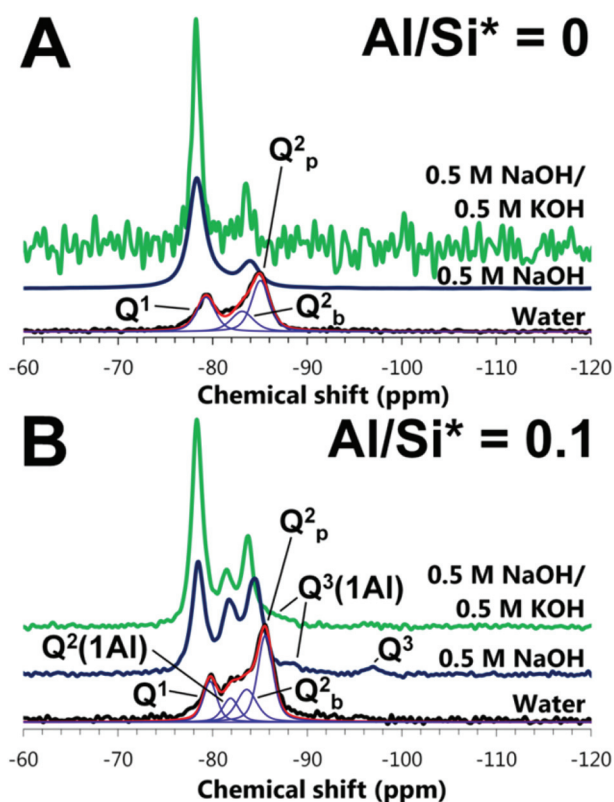 A
Al/Si* = 0
Q²p
0.5 M NaOH/
0.5 M KOH
0.5 M NaOH
Q¹
Q²b
Water
-60 -70 -80 -90 -100 -110 -120
Chemical shift (ppm)
B
Al/Si* = 0.1
Q²p
0.5 M NaOH/
0.5 M KOH
Q³(1Al)
Q²(1Al)
Q³
0.5 M NaOH
Q¹
Q²b
Water
-60 -70 -80 -90 -100 -110 -120
Chemical shift (ppm)